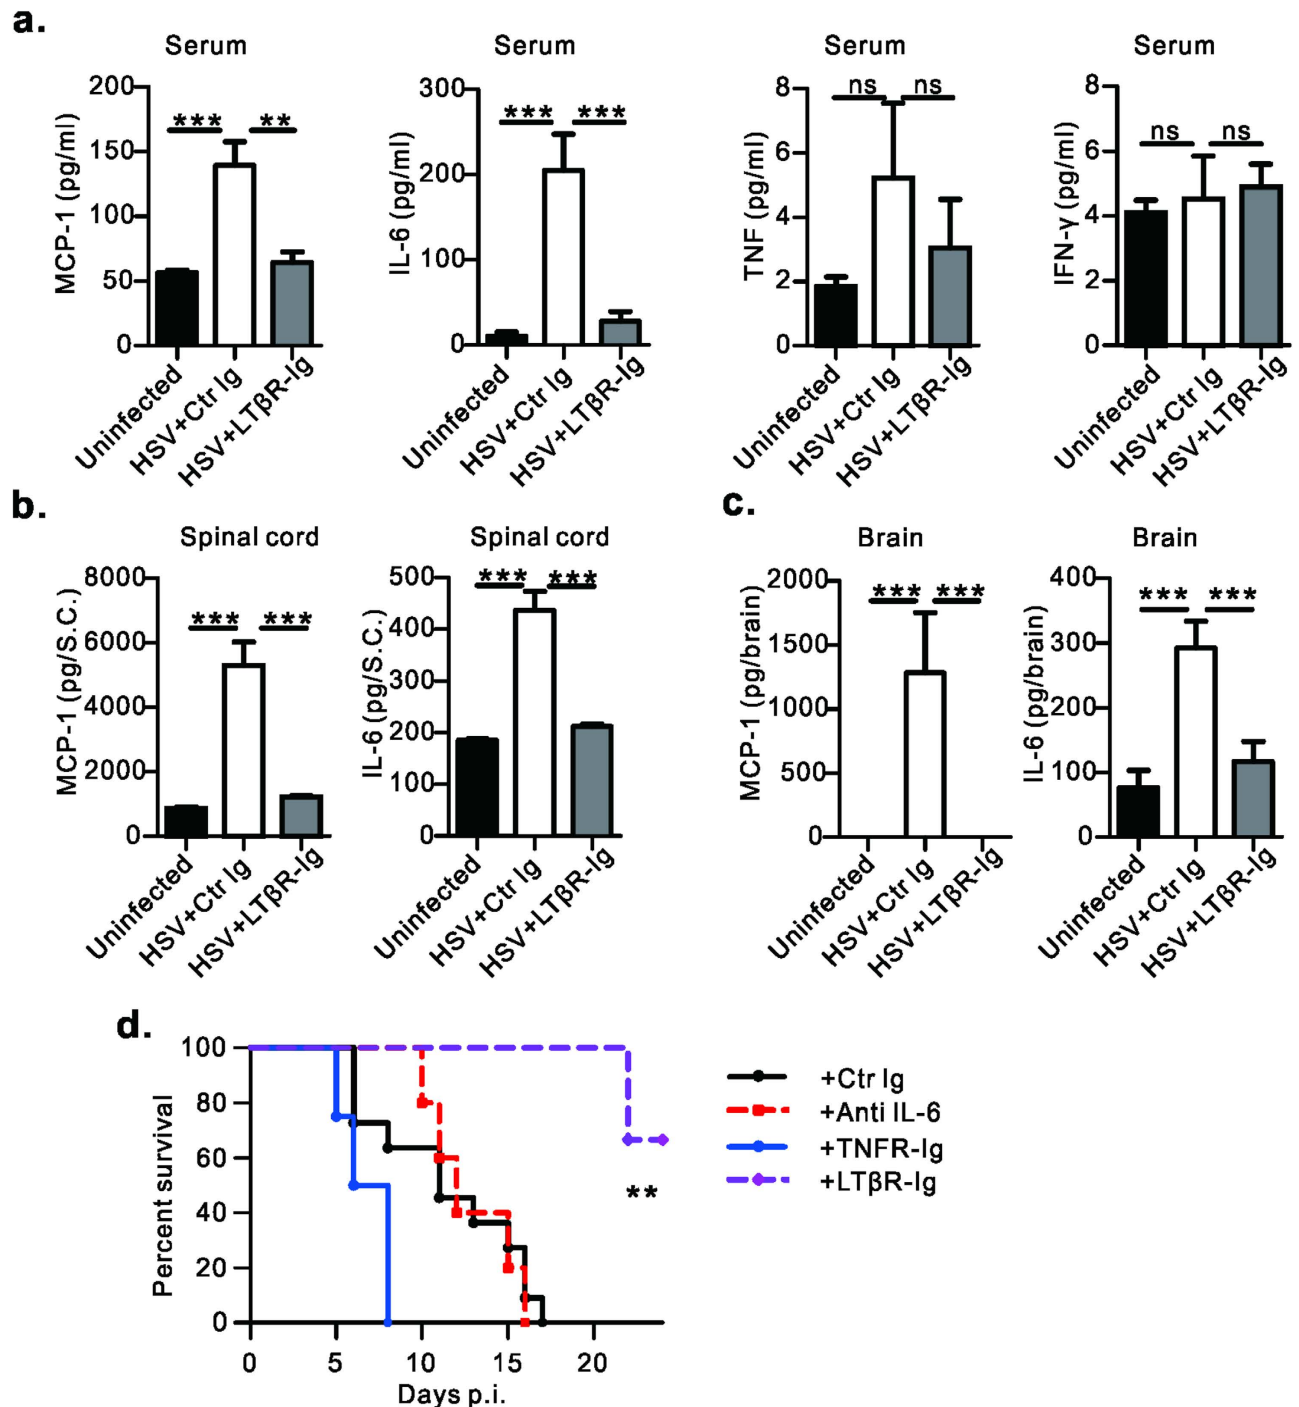 a.
Serum
MCP-1 (pg/ml)
200
150
100
50
0
*** **
Uninfected
HSV+Ctr Ig
HSV+LTβR-Ig
Serum
IL-6 (pg/ml)
300
200
100
0
*** ***
Uninfected
HSV+Ctr Ig
HSV+LTβR-Ig
Serum
TNF (pg/ml)
8
6
4
2
0
ns ns
Uninfected
HSV+Ctr Ig
HSV+LTβR-Ig
Serum
IFN-γ (pg/ml)
8
6
4
2
0
ns ns
Uninfected
HSV+Ctr Ig
HSV+LTβR-Ig
b.
Spinal cord
MCP-1 (pg/S.C.)
8000
6000
4000
2000
0
*** ***
Uninfected
HSV+Ctr Ig
HSV+LTβR-Ig
Spinal cord
IL-6 (pg/S.C.)
500
400
300
200
100
0
*** ***
Uninfected
HSV+Ctr Ig
HSV+LTβR-Ig
c.
Brain
MCP-1 (pg/brain)
2000
1500
1000
500
0
*** ***
Uninfected
HSV+Ctr Ig
HSV+LTβR-Ig
Brain
IL-6 (pg/brain)
400
300
200
100
0
*** ***
Uninfected
HSV+Ctr Ig
HSV+LTβR-Ig
d.
Percent survival
100
80
60
40
20
0
0 5 10 15 20
Days p.i.
**
+Ctr Ig
+Anti IL-6
+TNFR-Ig
+LTβR-Ig